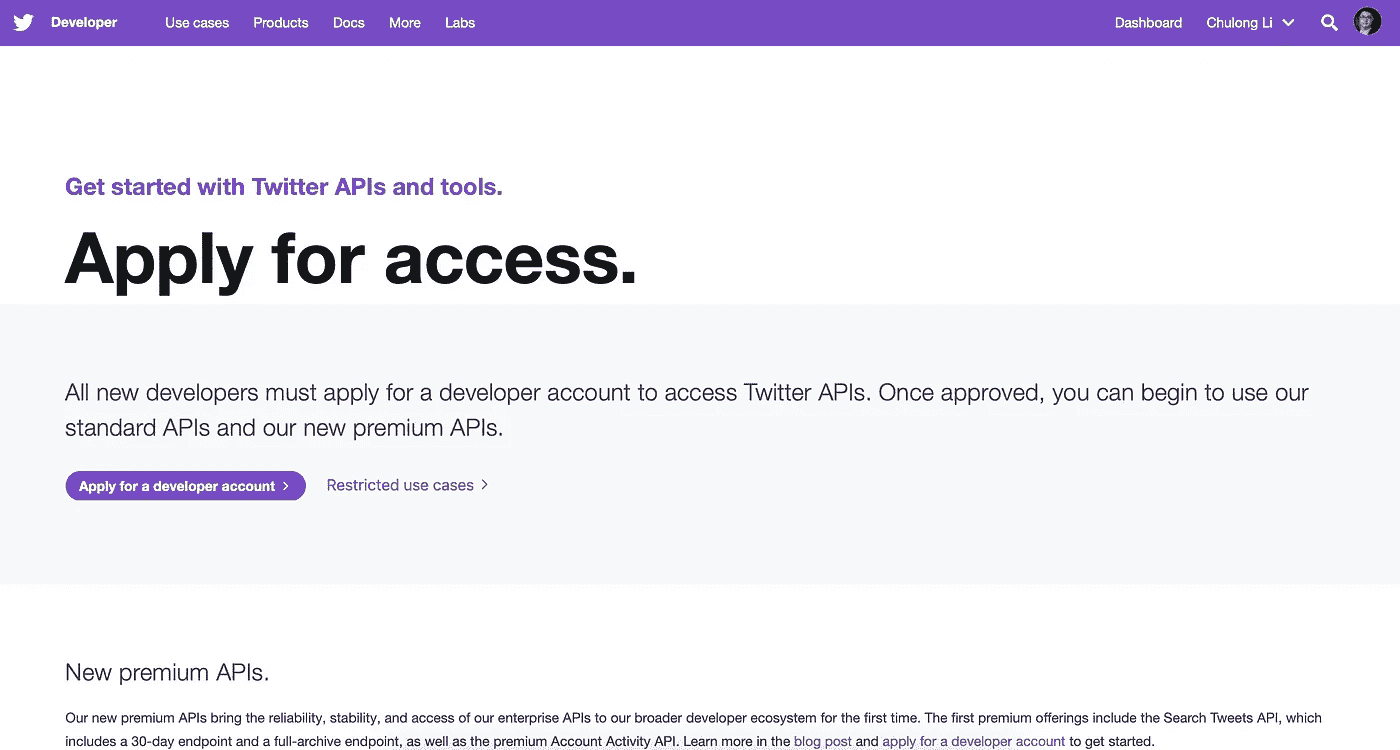 Developer Use cases Products Docs More Labs Dashboard Chulong Li
Get started with Twitter APIs and tools.
Apply for access.
All new developers must apply for a developer account to access Twitter APIs. Once approved, you can begin to use our
standard APIs and our new premium APIs.
Apply for a developer account Restricted use cases
New premium APIs.
Our new premium APIs bring the reliability, stability, and access of our enterprise APIs to our broader developer ecosystem for the first time. The first premium offerings include the Search Tweets API, which
includes a 30-day endpoint and a full-archive endpoint, as well as the premium Account Activity API. Learn more in the blog post and apply for a developer account to get started.